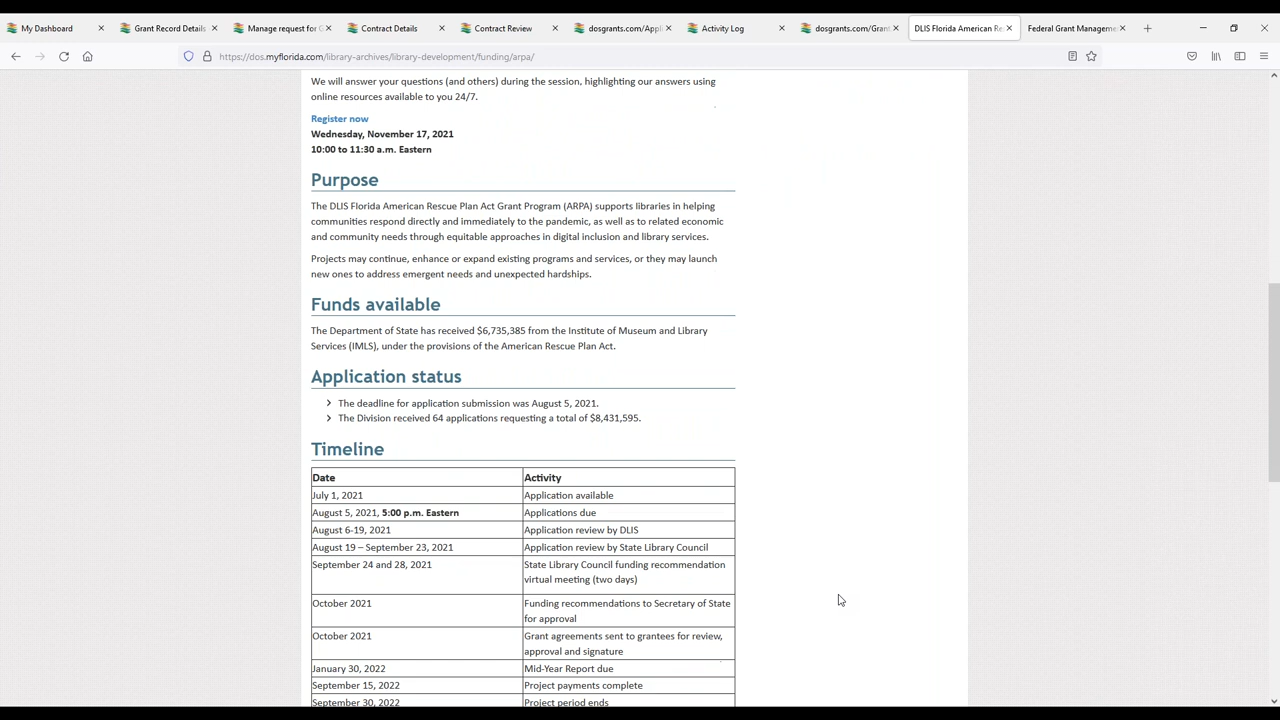 My Dashboard
Grant Record Details
Manage request for G
Contract Details
Contract Review
dosgrants.com/Appli
Activity Log
dosgrants.com/Grant
DLIS Florida American Re
Federal Grant Manageme
https://dos.myflorida.com/library-archives/library-development/funding/arpa/
We will answer your questions (and others) during the session, highlighting our answers using
online resources available to you 24/7.
Register now
Wednesday, November 17, 2021
10:00 to 11:30 a.m. Eastern
Purpose
The DLIS Florida American Rescue Plan Act Grant Program (ARPA) supports libraries in helping
communities respond directly and immediately to the pandemic, as well as to related economic
and community needs through equitable approaches in digital inclusion and library services.
Projects may continue, enhance or expand existing programs and services, or they may launch
new ones to address emergent needs and unexpected hardships.
Funds available
The Department of State has received $6,735,385 from the Institute of Museum and Library
Services (IMLS), under the provisions of the American Rescue Plan Act.
Application status
The deadline for application submission was August 5, 2021.
The Division received 64 applications requesting a total of $8,431,595.
Timeline
Date Activity
July 1, 2021 Application available
August 5, 2021, 5:00 p.m. Eastern Applications due
August 6-19, 2021 Application review by DLIS
August 19 – September 23, 2021 Application review by State Library Council
September 24 and 28, 2021 State Library Council funding recommendation
virtual meeting (two days)
October 2021 Funding recommendations to Secretary of State
for approval
October 2021 Grant agreements sent to grantees for review,
approval and signature
January 30, 2022 Mid-Year Report due
September 15, 2022 Project payments complete
September 30, 2022 Project period ends